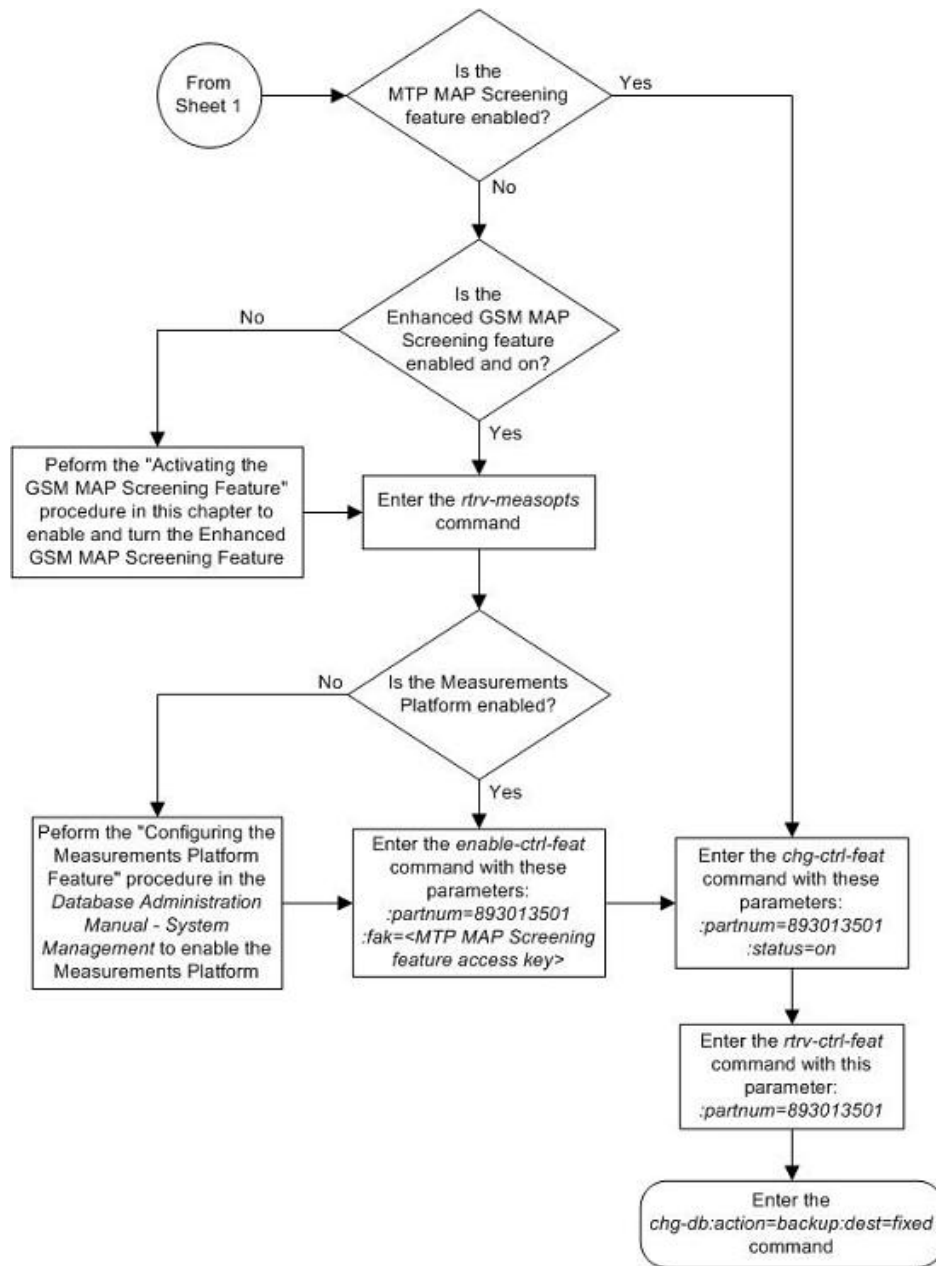 From
Sheet 1
Is the
MTP MAP Screening
feature enabled?
Yes
No
Is the
Enhanced GSM MAP
Screening feature
enabled and on?
No
Yes
Peform the "Activating the
GSM MAP Screening Feature"
procedure in this chapter to
enable and turn the Enhanced
GSM MAP Screening Feature
Enter the rtrv-measopts
command
Is the Measurements
Platform enabled?
No
Yes
Peform the "Configuring the
Measurements Platform
Feature" procedure in the
Database Administration
Manual - System
Management to enable the
Measurements Platform
Enter the enable-ctrl-feat
command with these
parameters:
:partnum=893013501
:fak=<MTP MAP Screening
feature access key>
Enter the chg-ctrl-feat
command with these
parameters:
:partnum=893013501
:status=on
Enter the rtrv-ctrl-feat
command with this
parameter:
:partnum=893013501
Enter the
chg-db:action=backup:dest=fixed
command